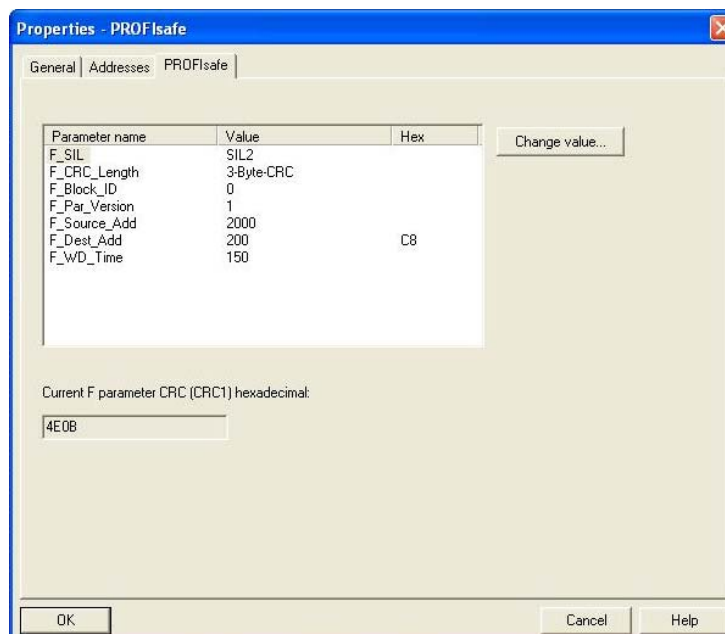 Properties - PROFIsafe
General Addresses PROFIsafe
Parameter name Value Hex
F_SIL SIL2
F_CRC_Length 3-Byte-CRC
F_Block_ID 0
F_Par_Version 1
F_Source_Add 2000
F_Dest_Add 200 C8
F_WD_Time 150
Change value...
Current F parameter CRC (CRC1) hexadecimal:
4E0B
OK Cancel Help